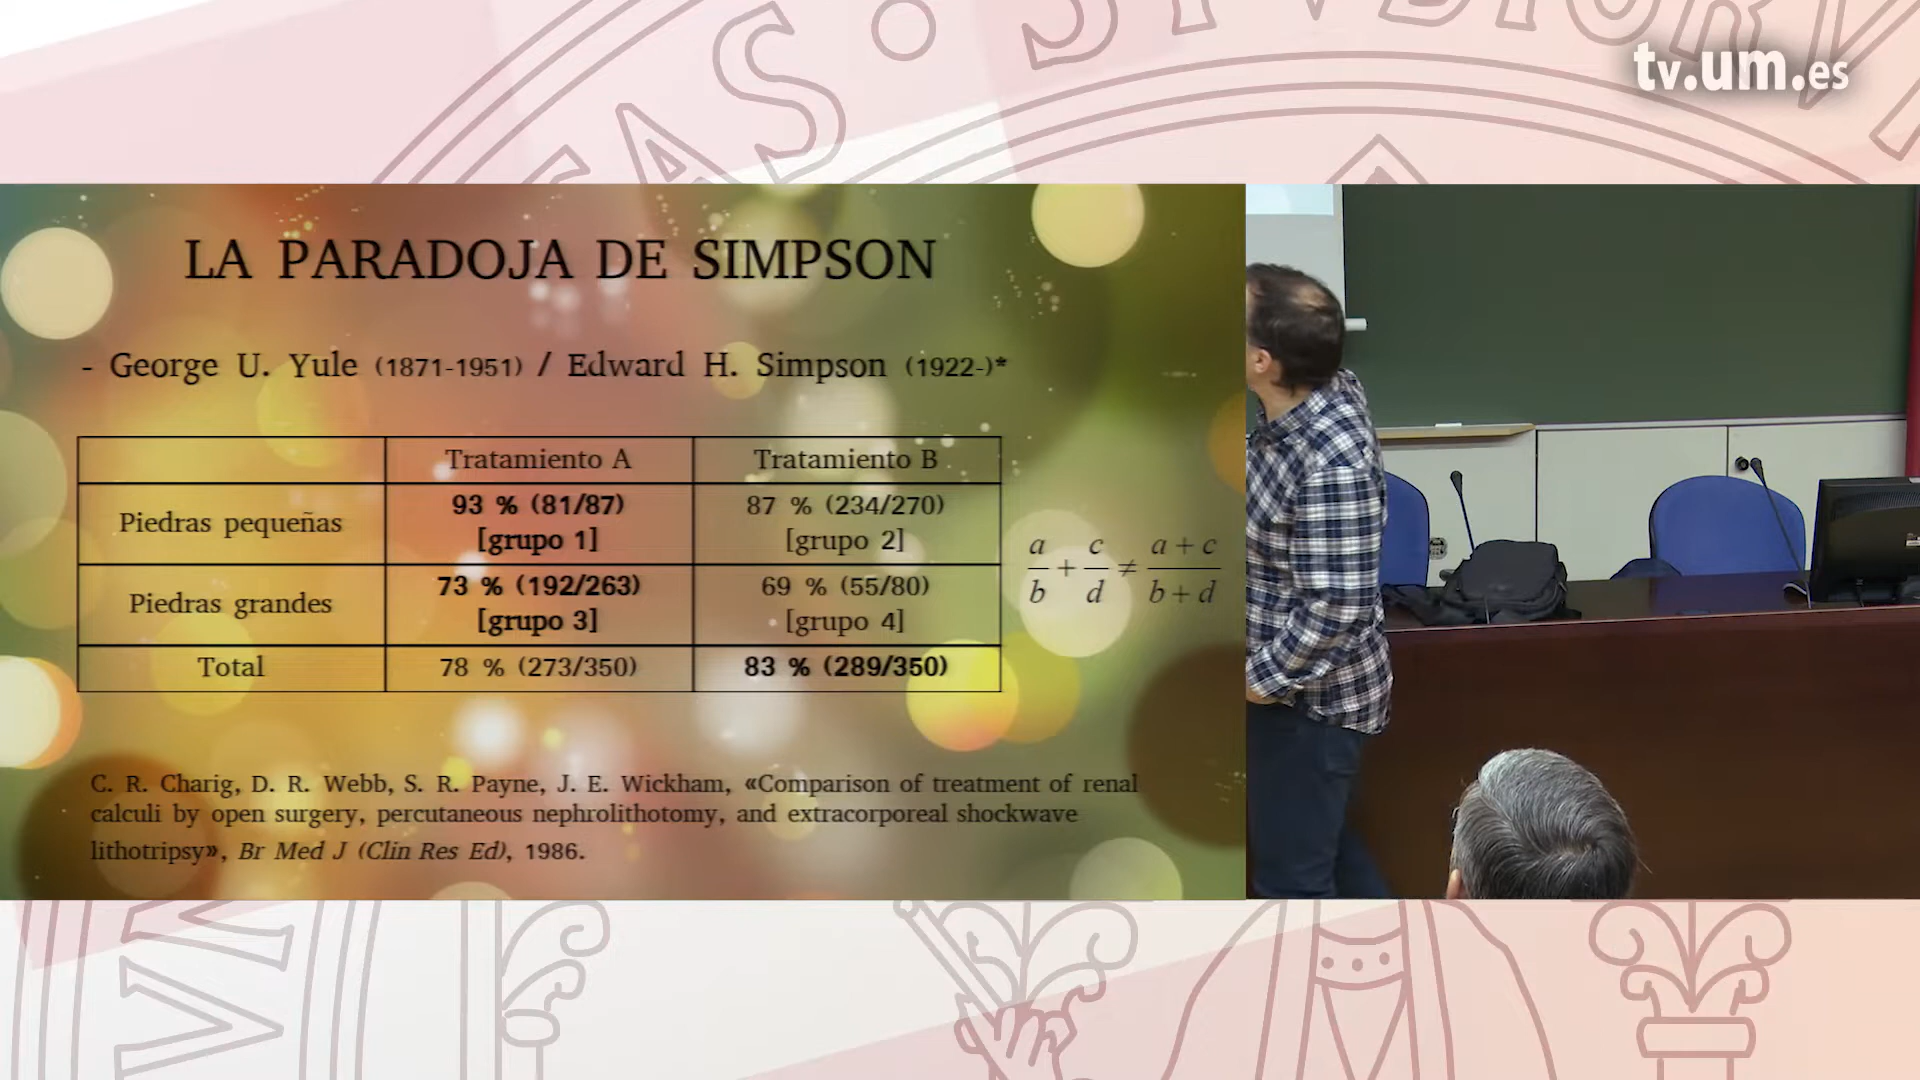 tv.um.es
LA PARADOJA DE SIMPSON
- George U. Yule (1871-1951) / Edward H. Simpson (1922-)*
Tratamiento A Tratamiento B
Piedras pequeñas 93 % (81/87) [grupo 1] 87 % (234/270) [grupo 2]
Piedras grandes 73 % (192/263) [grupo 3] 69 % (55/80) [grupo 4]
Total 78 % (273/350) 83 % (289/350)
a/b + c/d ≠ a + c/b + d
C. R. Charig, D. R. Webb, S. R. Payne, J. E. Wickham, «Comparison of treatment of renal
calculi by open surgery, percutaneous nephrolithotomy, and extracorporeal shockwave
lithotripsy», Br Med J (Clin Res Ed), 1986.